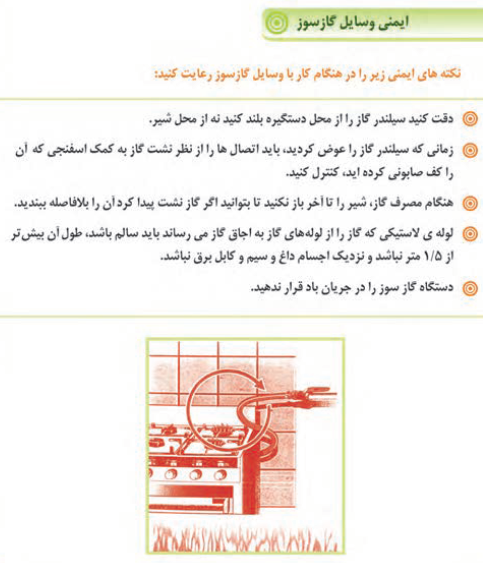 ایمنی وسایل گازسوز
نکته های ایمنی زیر را در هنگام کار با وسایل گازسوز رعایت کنید:
دقت کنید سیلندر گاز را از محل دستگیره بلند کنید نه از محل شیر.
زمانی که سیلندر گاز را عوض کردید، باید اتصال ها را از نظر نشت گاز به کمک اسفنجی که آن
را کف صابونی کرده اید، کنترل کنید.
هنگام مصرف گاز، شیر را تا آخر باز نکنید تا بتوانید اگر گاز نشت پیدا کرد آن را بلافاصله ببندید.
لوله ی لاستیکی که گاز را از لوله‌های گاز به اجاق گاز می رساند باید سالم باشد، طول آن بیش‌تر
از ۱/۵ متر نباشد و نزدیک اجسام داغ و سیم و کابل برق نباشد.
دستگاه گاز سوز را در جریان باد قرار ندهید.